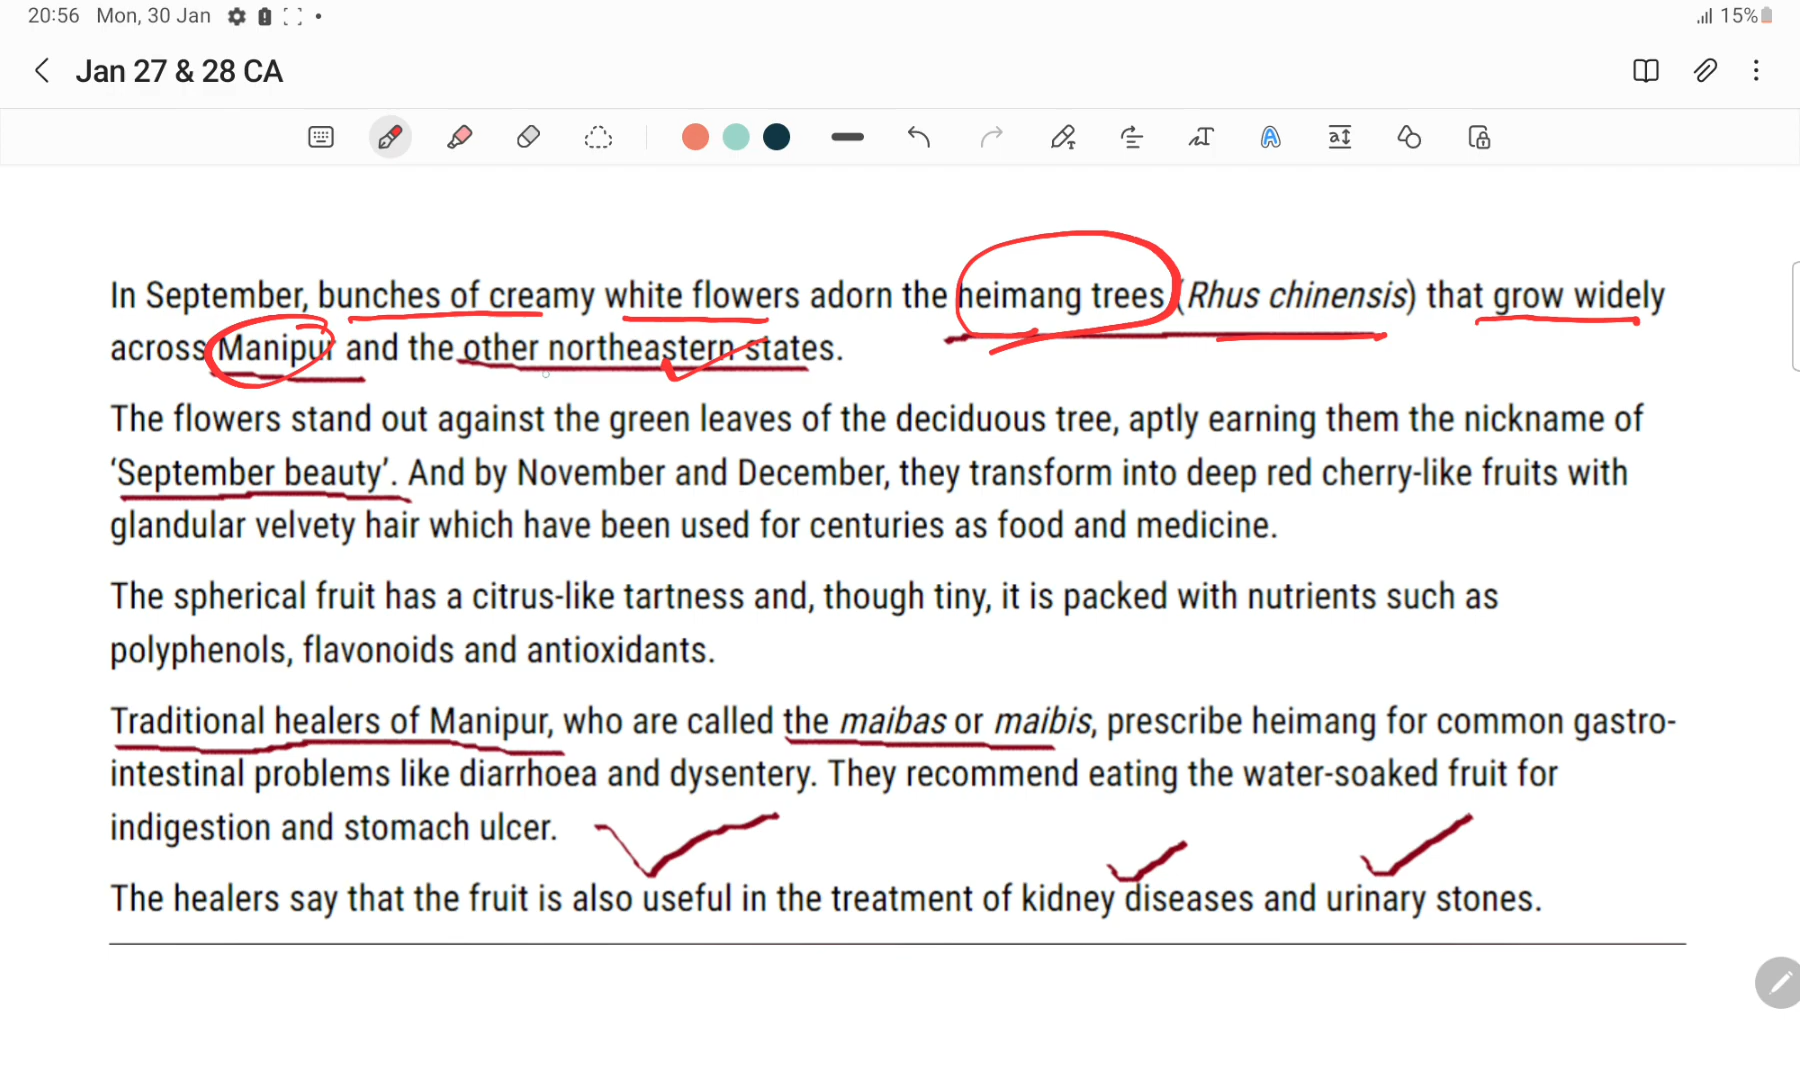 20:56 Mon, 30 Jan 15%
Jan 27 & 28 CA
In September, bunches of creamy white flowers adorn the heimang trees (Rhus chinensis) that grow widely
across Manipur and the other northeastern states.
The flowers stand out against the green leaves of the deciduous tree, aptly earning them the nickname of
‘September beauty’. And by November and December, they transform into deep red cherry-like fruits with
glandular velvety hair which have been used for centuries as food and medicine.
The spherical fruit has a citrus-like tartness and, though tiny, it is packed with nutrients such as
polyphenols, flavonoids and antioxidants.
Traditional healers of Manipur, who are called the maibas or maibis, prescribe heimang for common gastro-
intestinal problems like diarrhoea and dysentery. They recommend eating the water-soaked fruit for
indigestion and stomach ulcer.
The healers say that the fruit is also useful in the treatment of kidney diseases and urinary stones.